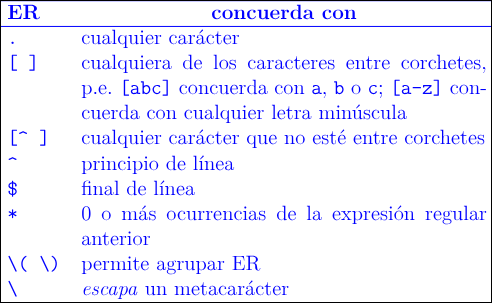 ER concuerda con
. cualquier carácter
[ ] cualquiera de los caracteres entre corchetes,
p.e. [abc] concuerda con a, b o c; [a-z] con-
cuerda con cualquier letra minúscula
[^ ] cualquier carácter que no esté entre corchetes
^ principio de línea
$ final de línea
* 0 o más ocurrencias de la expresión regular
anterior
\( \) permite agrupar ER
\ escapa un metacarácter